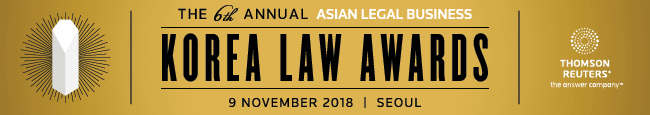 THE 6th ANNUAL ASIAN LEGAL BUSINESS
KOREA LAW AWARDS
9 NOVEMBER 2018 | SEOUL
THOMSON
REUTERS®
the answer company™